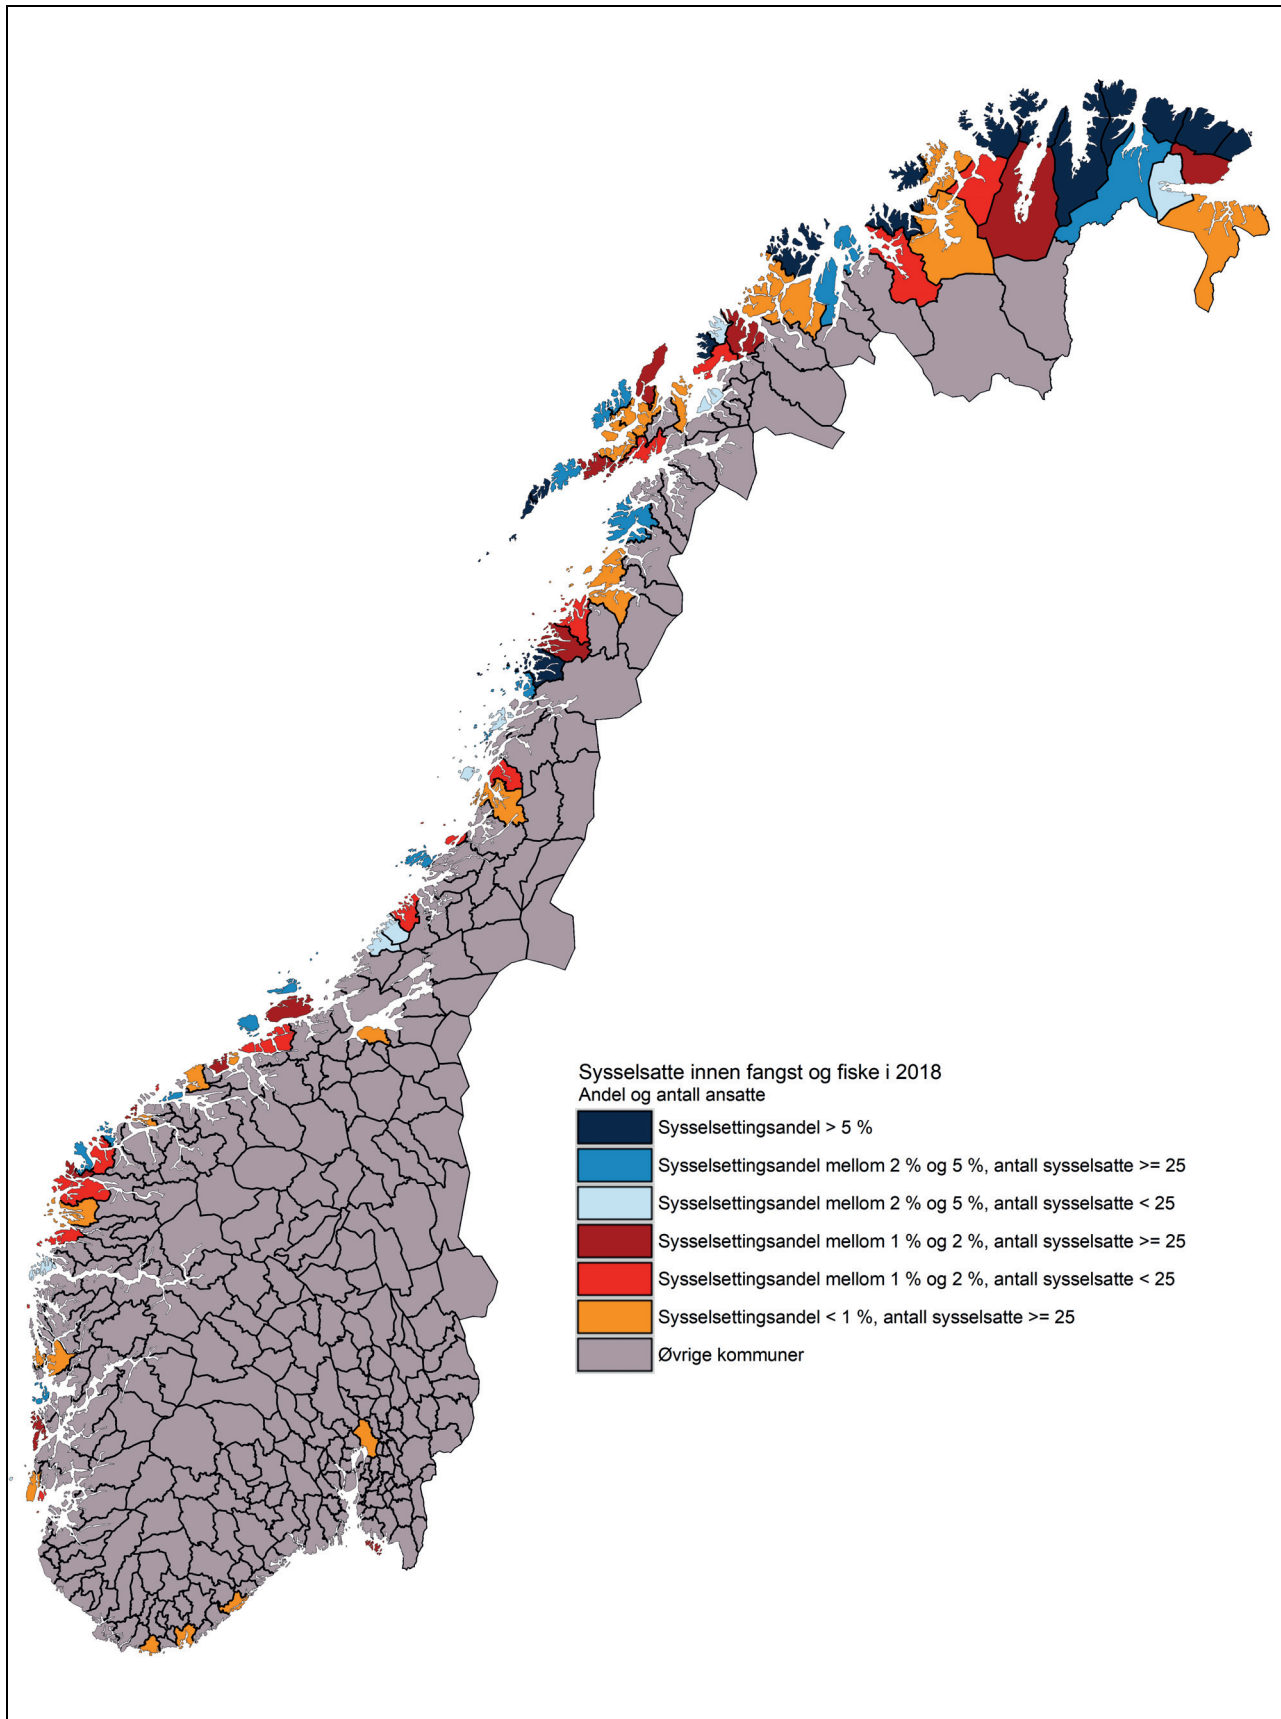 Sysselsatte innen fangst og fiske i 2018
Andel og antall ansatte
Sysselsettingsandel > 5 %
Sysselsettingsandel mellom 2 % og 5 %, antall sysselsatte >= 25
Sysselsettingsandel mellom 2 % og 5 %, antall sysselsatte < 25
Sysselsettingsandel mellom 1 % og 2 %, antall sysselsatte >= 25
Sysselsettingsandel mellom 1 % og 2 %, antall sysselsatte < 25
Sysselsettingsandel < 1 %, antall sysselsatte >= 25
Øvrige kommuner